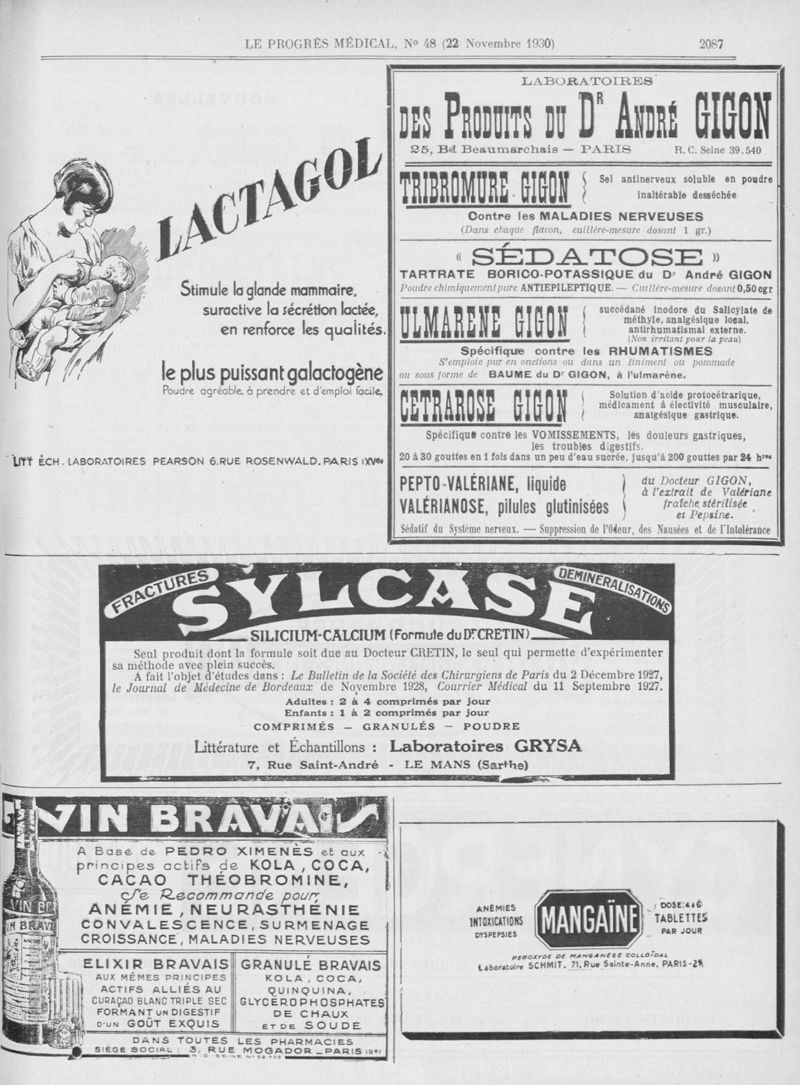 LE PROGRÈS MÉDICAL, No 48 (22 Novembre 1930)
2087
LACTAGOL
Stimule la glande mammaire,
suractive la sécrétion lactée,
en renforce les qualités.
le plus puissant galactogène
Poudre agréable à prendre et d'emploi facile.
LITT ÉCH. LABORATOIRES PEARSON 6, RUE ROSENWALD. PARIS (XVe)
LABORATOIRES
DES PRODUITS DU DR ANDRÉ GIGON
25, Bd Beaumarchais — PARIS R. C. Seine 39.540
TRIBROMURE GIGON
Sel antinerveux soluble en poudre
inaltérable desséchée
Contre les MALADIES NERVEUSES
(Dans chaque flacon, cuillère-mesure dosant 1 gr.)
« SÉDATOSE »
TARTRATE BORICO-POTASSIQUE du Dr André GIGON
Poudre chimiquement pure ANTIÉPILEPTIQUE. — Cuillère-mesure dosant 0,50 egr
ULMARÈNE GIGON
succédané inodore du Salicylate de
méthyle, analgésique local,
antirhumatismal externe.
(Non irritant pour la peau)
Spécifique contre les RHUMATISMES
S'emploie pur en onctions ou dans un liniment ou pommade
ou sous forme de BAUME du Dr GIGON, à l'ulmarène.
CETRAROSE GIGON
Solution d'acide protocétrarique,
médicament à électivité musculaire,
analgésique gastrique.
Spécifique contre les VOMISSEMENTS, les douleurs gastriques,
les troubles digestifs.
20 à 30 gouttes en 1 fois dans un peu d'eau sucrée, jusqu'à 200 gouttes par 24 hres
PEPTO-VALÉRIANE, liquide
VALÉRIANOSE, pilules glutinisées
du Docteur GIGON,
à l'extrait de Valériane
fraîche stérilisée
et Pepsine.
Sédatif du Système nerveux. — Suppression de l'Odeur, des Nausées et de l'Intolérance
FRACTURES
SYLCASE
DEMINERALISATIONS
SILICIUM-CALCIUM (Formule du Dr. CRETIN)
Seul produit dont la formule soit due au Docteur CRETIN, le seul qui permette d'expérimenter
sa méthode avec plein succès.
A fait l'objet d'études dans : Le Bulletin de la Société des Chirurgiens de Paris du 2 Décembre 1927,
le Journal de Médecine de Bordeaux de Novembre 1928, Courrier Médical du 11 Septembre 1927.
Adultes : 2 à 4 comprimés par jour
Enfants : 1 à 2 comprimés par jour
COMPRIMÉS — GRANULÉS — POUDRE
Littérature et Échantillons : Laboratoires GRYSA
7, Rue Saint-André - LE MANS (Sarthe)
VIN BRAVAIS
A Base de PEDRO XIMENÈS et aux
principes actifs de KOLA, COCA,
CACAO THÉOBROMINE,
Se Recommande pour
ANÉMIE, NEURASTHÉNIE
CONVALESCENCE, SURMENAGE
CROISSANCE, MALADIES NERVEUSES
ELIXIR BRAVAIS
AUX MÊMES PRINCIPES
ACTIFS ALLIÉS AU
CURAÇAO BLANC TRIPLE SEC
FORMANT UN DIGESTIF
D'UN GOÛT EXQUIS
GRANULÉ BRAVAIS
KOLA, COCA,
QUINQUINA,
GLYCÉROPHOSPHATES
DE CHAUX
ET DE SOUDE
DANS TOUTES LES PHARMACIES
SIÈGE SOCIAL : 3, RUE MOGADOR — PARIS
ANÉMIES
INTOXICATIONS
DYSPEPSIES
MANGAÏNE
DOSE: 4 à 6
TABLETTES
PAR JOUR
PEROXYDE DE MANGANÈSE COLLOÏDAL
Laboratoire SCHMIT, 71, Rue Sainte-Anne, PARIS-2e